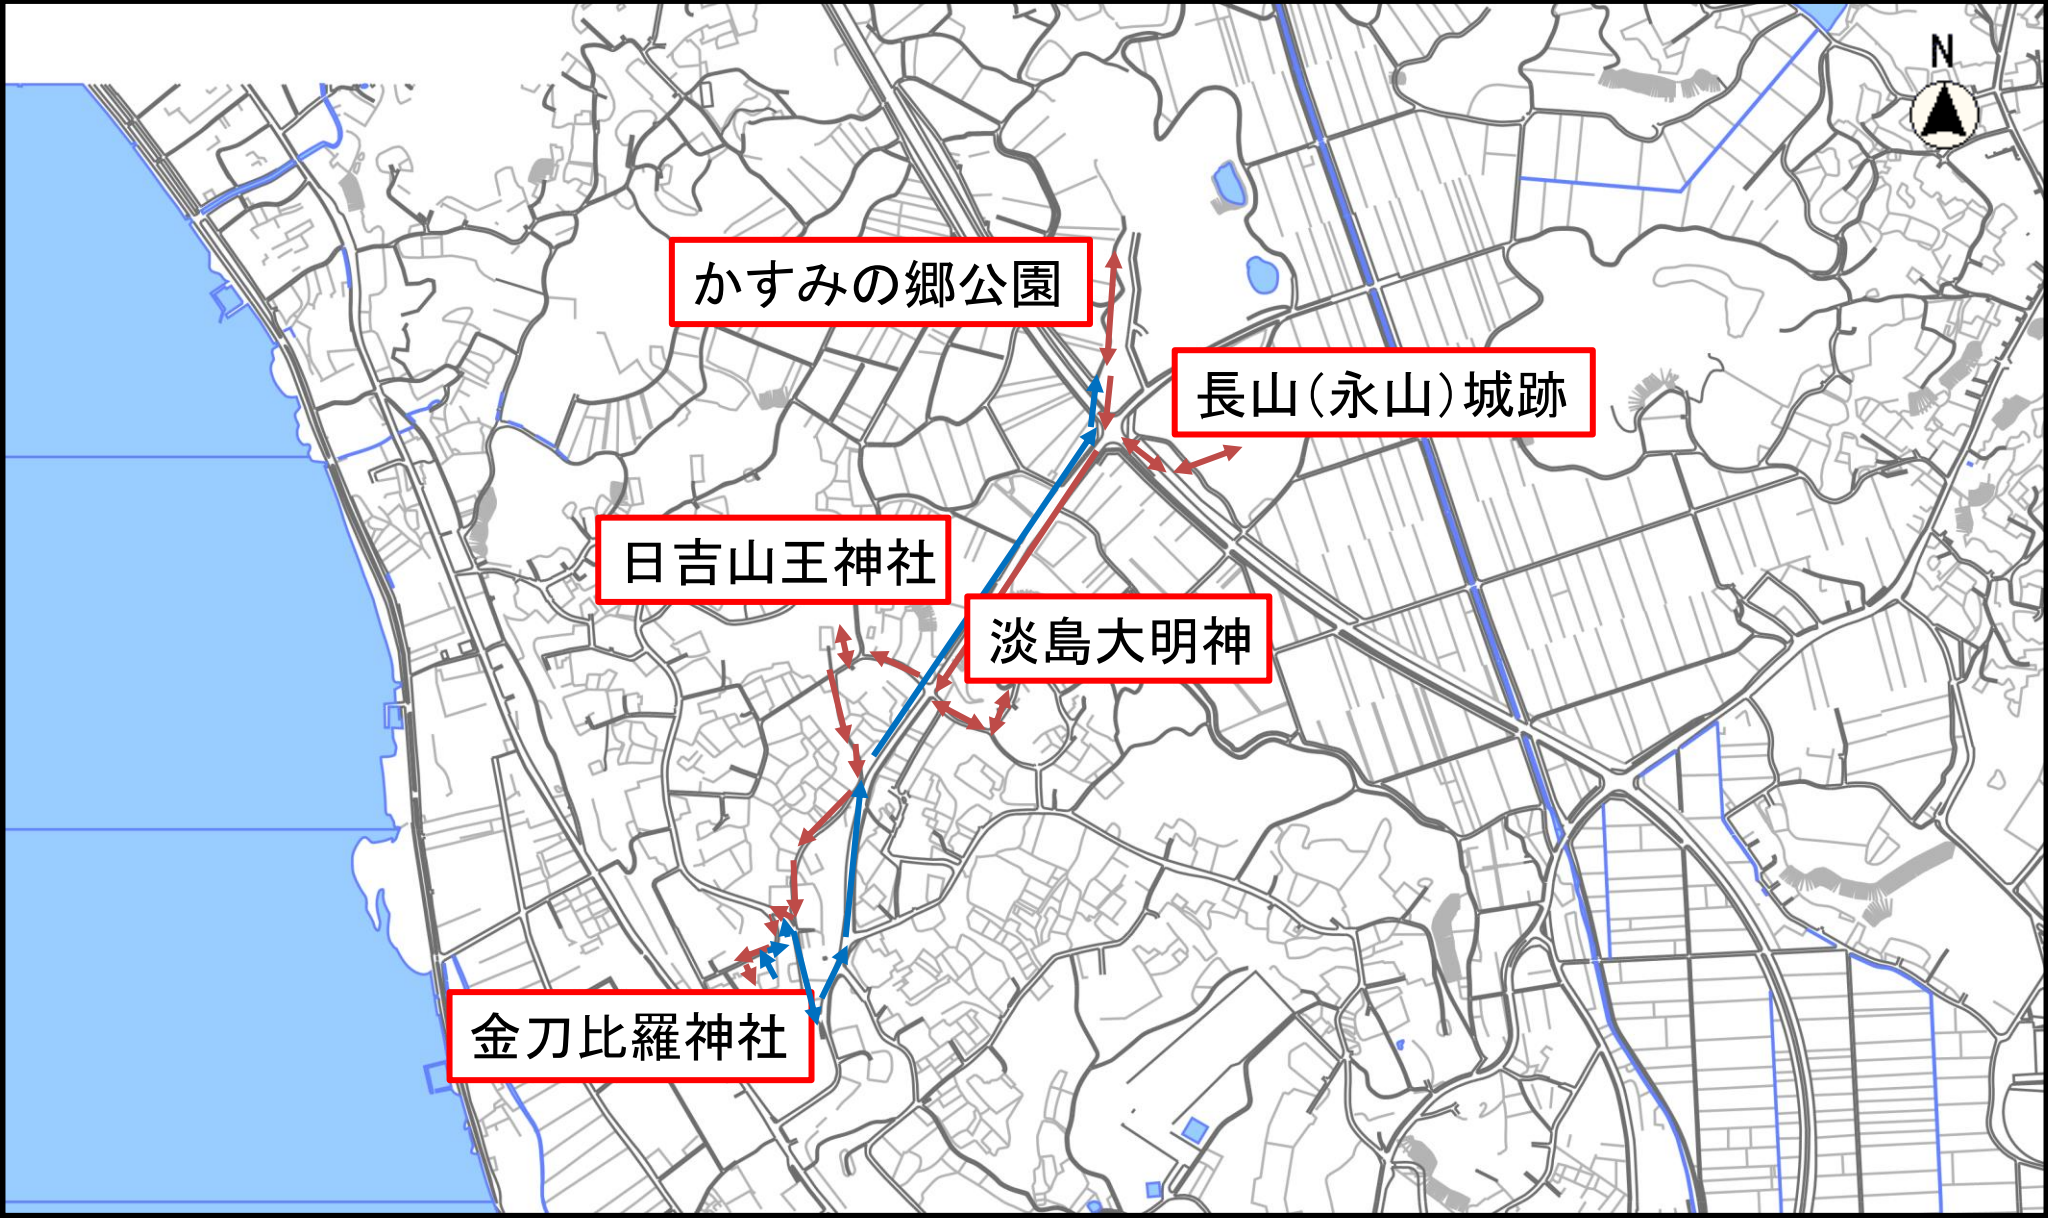 N
かすみの郷公園
長山(永山)城跡
日吉山王神社
淡島大明神
金刀比羅神社